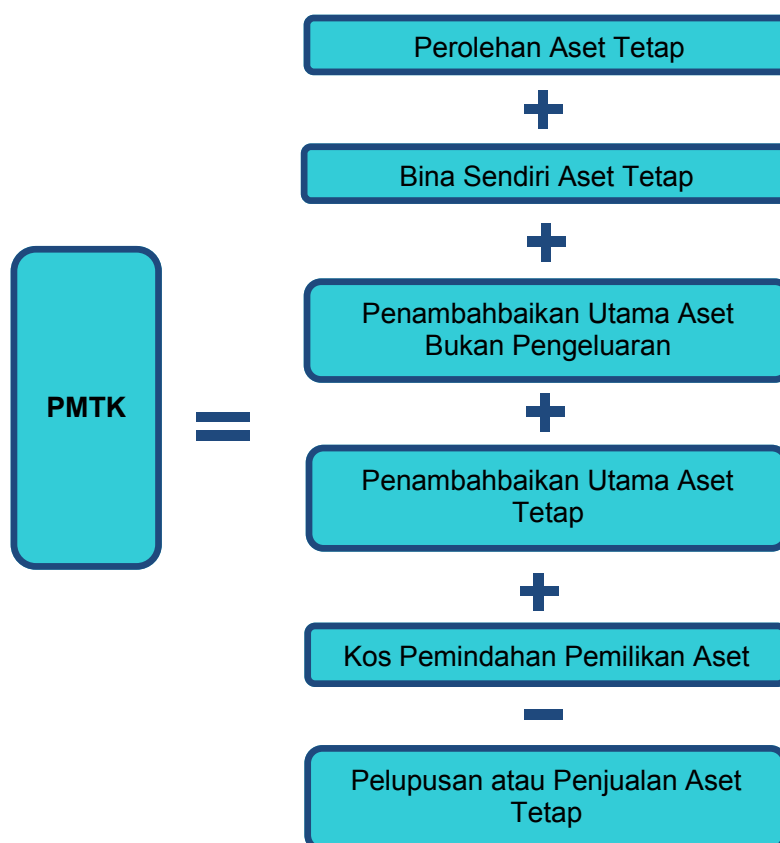 Perolehan Aset Tetap
+
Bina Sendiri Aset Tetap
+
Penambahbaikan Utama Aset
Bukan Pengeluaran
+
PMTK
=
Penambahbaikan Utama Aset
Tetap
+
Kos Pemindahan Pemilikan Aset
−
Pelupusan atau Penjualan Aset
Tetap